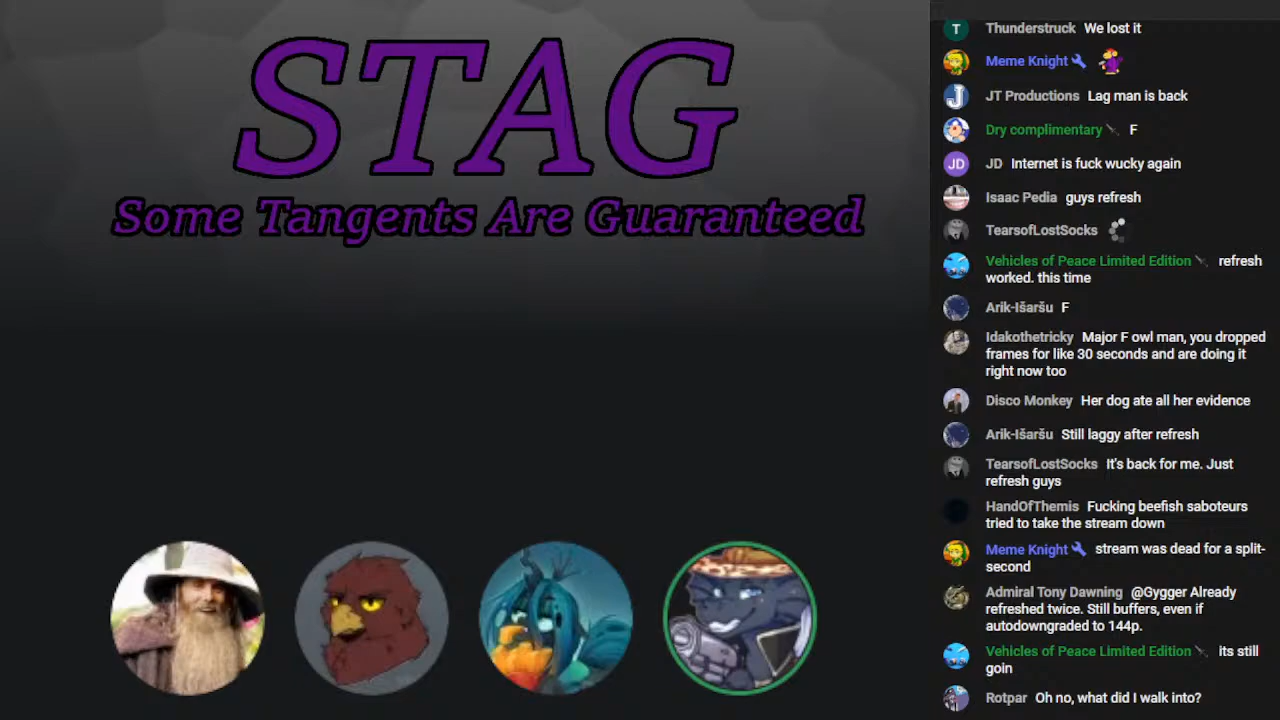 STAG
Some Tangents Are Guaranteed
T Thunderstruck We lost it
Meme Knight
JT Productions Lag man is back
Dry complimentary F
JD JD Internet is fuck wucky again
Isaac Pedia guys refresh
TearsofLostSocks
Vehicles of Peace Limited Edition refresh
worked. this time
Arik-Išaršu F
Idakothetricky Major F owl man, you dropped
frames for like 30 seconds and are doing it
right now too
Disco Monkey Her dog ate all her evidence
Arik-Išaršu Still laggy after refresh
TearsofLostSocks It's back for me. Just
refresh guys
HandOfThemis Fucking beefish saboteurs
tried to take the stream down
Meme Knight stream was dead for a split-
second
Admiral Tony Dawning @Gygger Already
refreshed twice. Still buffers, even if
autodowngraded to 144p.
Vehicles of Peace Limited Edition its still
goin
Rotpar Oh no, what did I walk into?